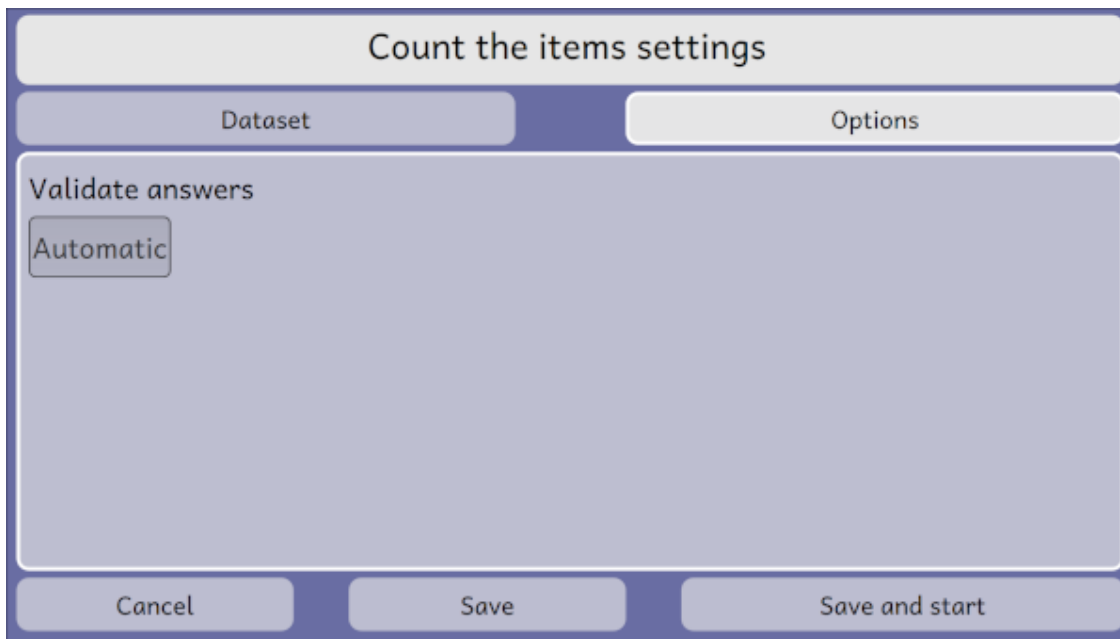 Count the items settings
Dataset
Options
Validate answers
Automatic
Cancel
Save
Save and start